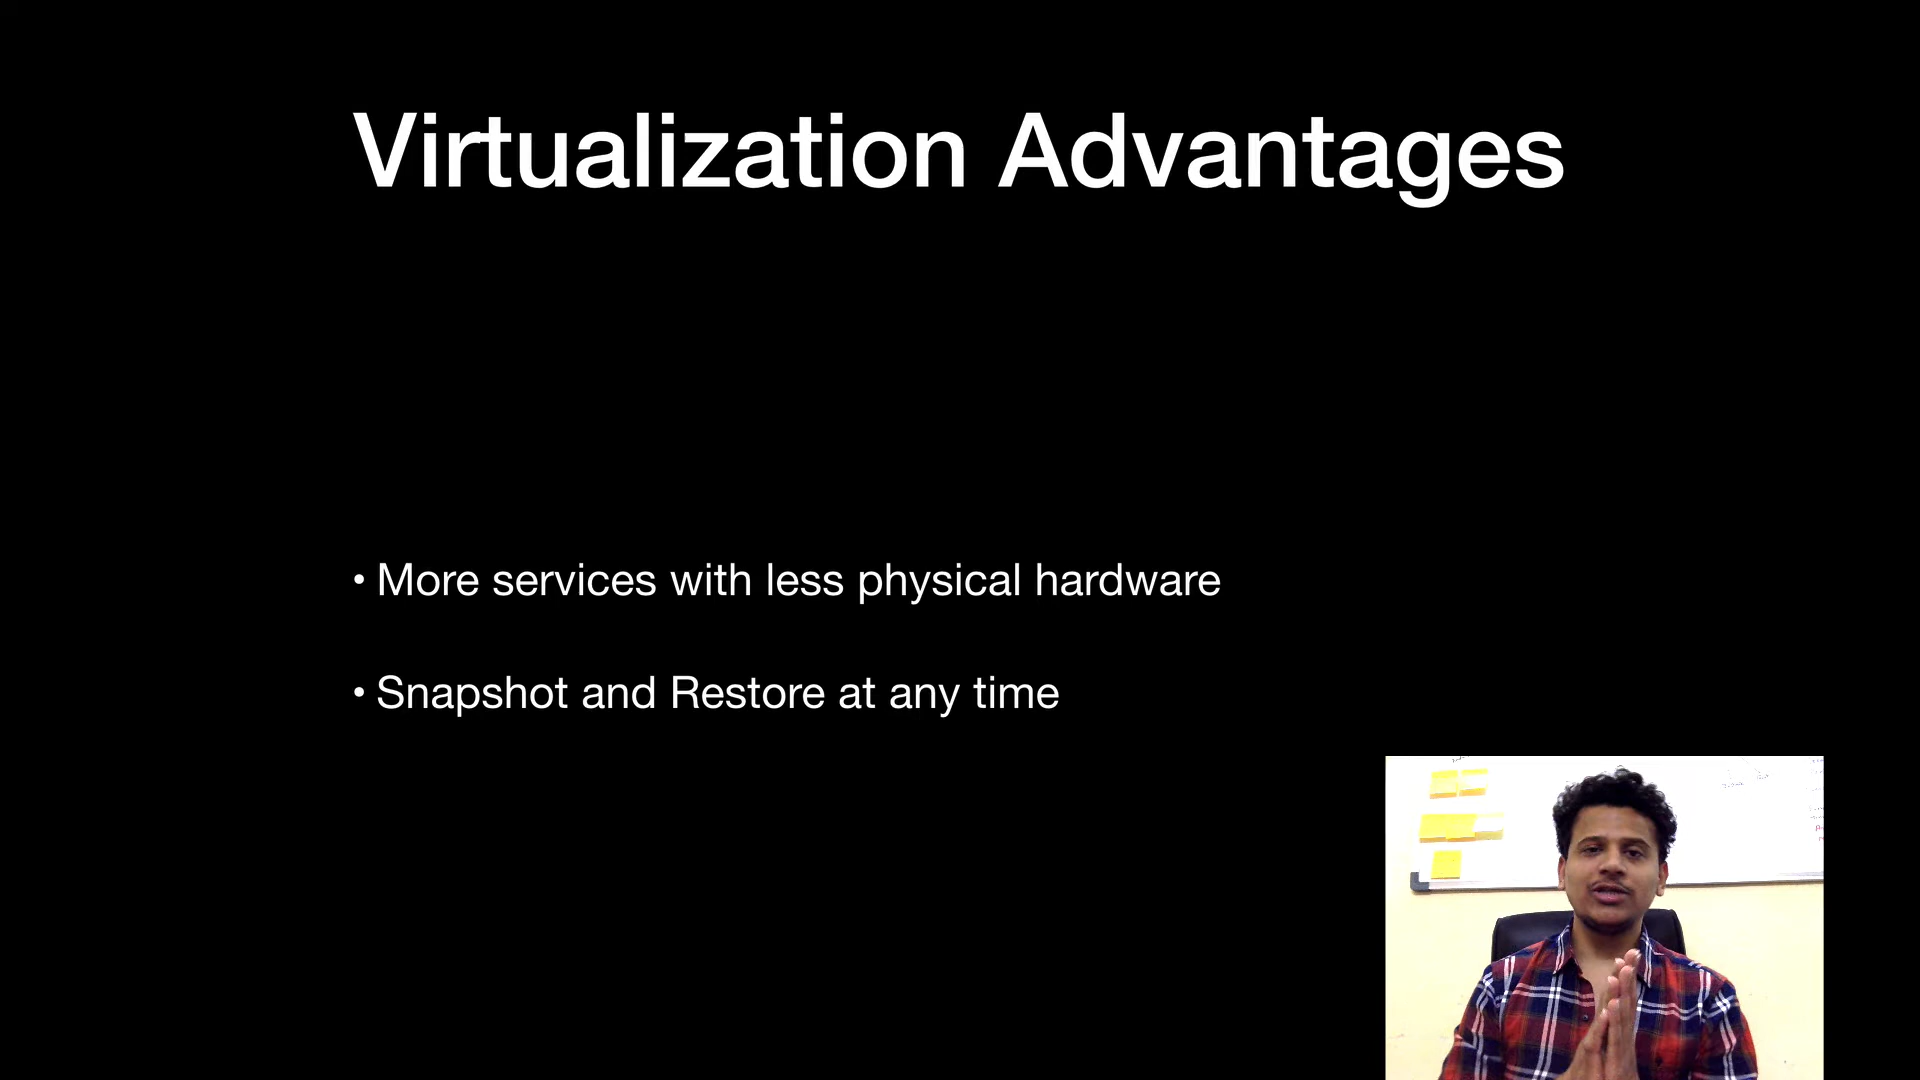 Virtualization Advantages
• More services with less physical hardware
• Snapshot and Restore at any time